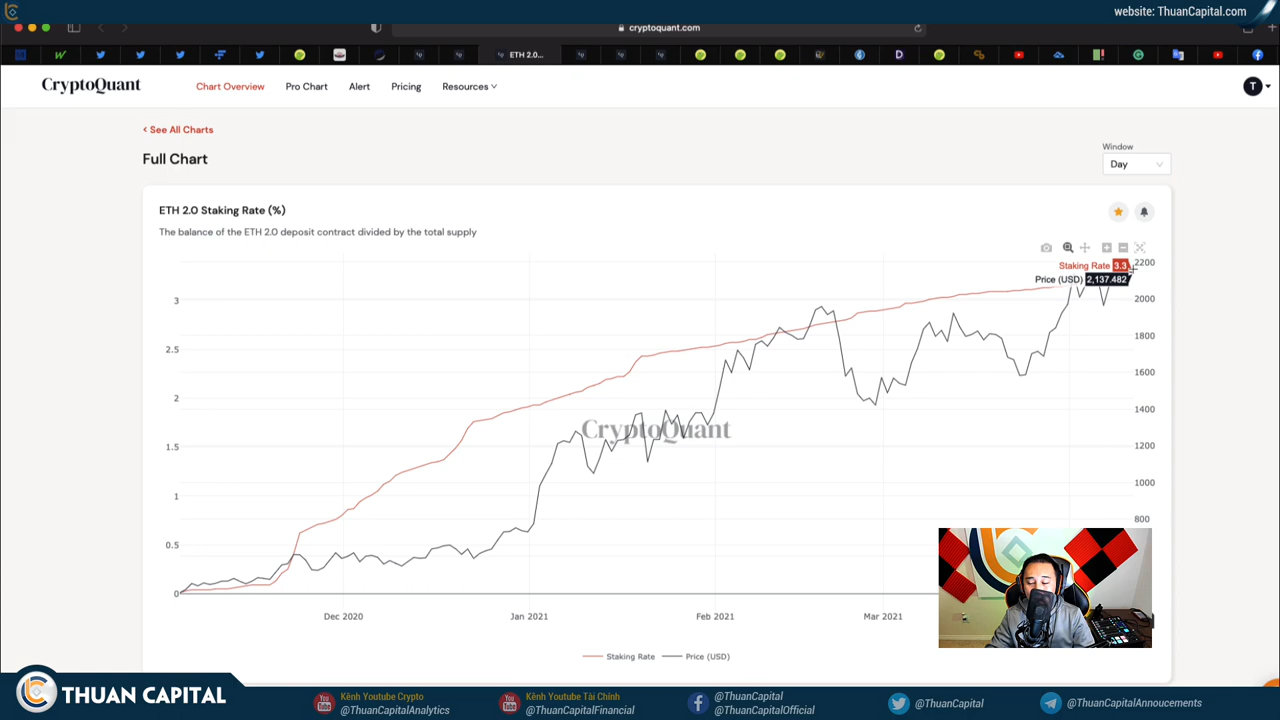 website: ThuanCapital.com
cryptoquant.com
ETH 2.0...
CryptoQuant
Chart Overview
Pro Chart
Alert
Pricing
Resources
T
< See All Charts
Full Chart
Window
Day
ETH 2.0 Staking Rate (%)
The balance of the ETH 2.0 deposit contract divided by the total supply
Staking Rate 3.3
Price (USD) 2,137.482
3
2.5
2
1.5
1
0.5
0
2200
2000
1800
1600
1400
1200
1000
800
CryptoQuant
Dec 2020
Jan 2021
Feb 2021
Mar 2021
Staking Rate
Price (USD)
THUAN CAPITAL
Kênh Youtube Crypto
@ThuanCapitalAnalytics
Kênh Youtube Tài Chính
@ThuanCapitalFinancial
@ThuanCapital
@ThuanCapitalOfficial
@ThuanCapital
@ThuanCapitalAnnoucements